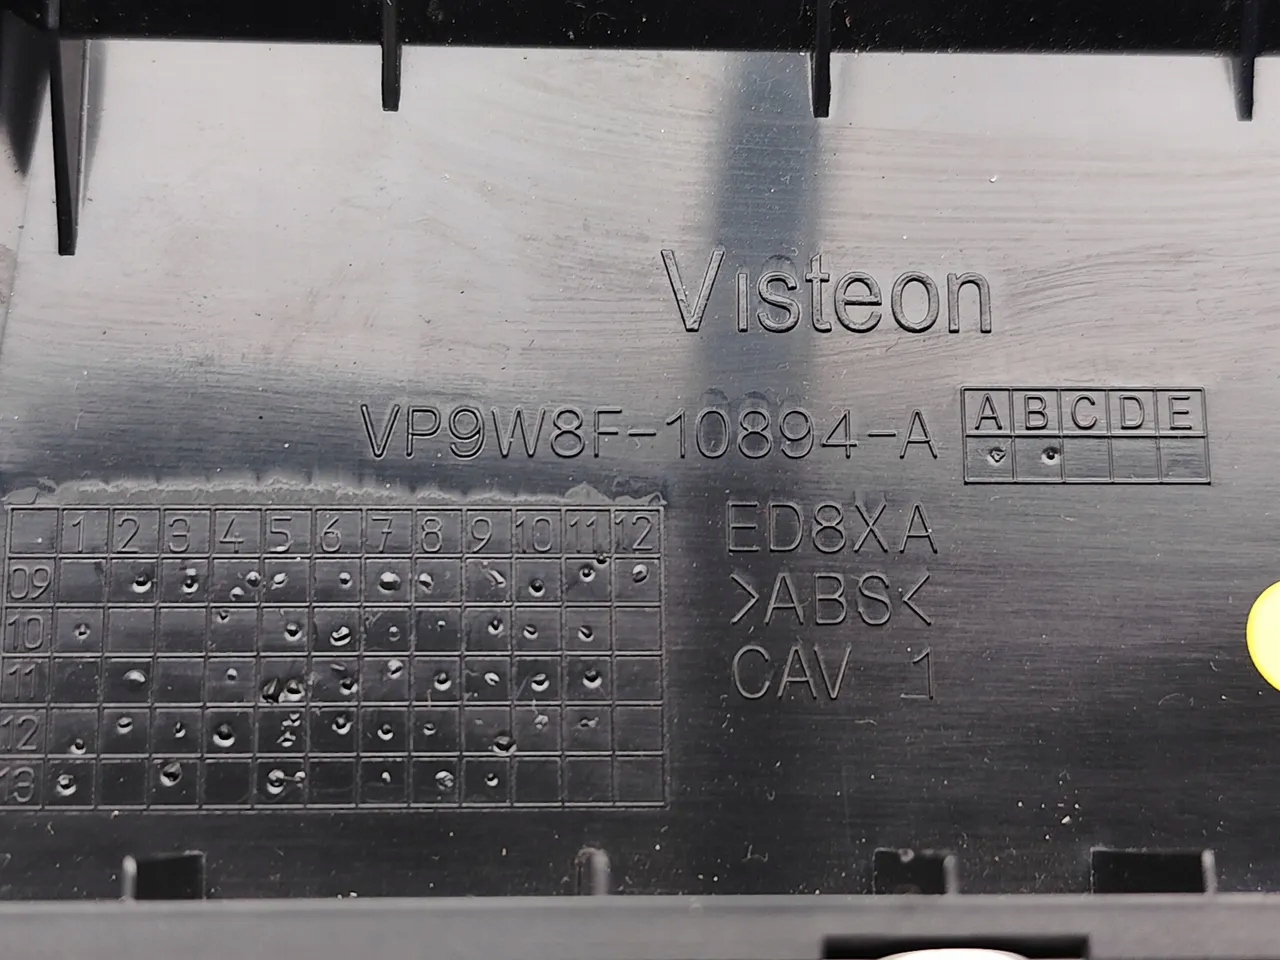 Visteon
VP9W8F-10894-A
A B C D E
1 2 3 4 5 6 7 8 9 10 11 12
09
10
11
12
13
ED8XA
>ABS<
CAV 1